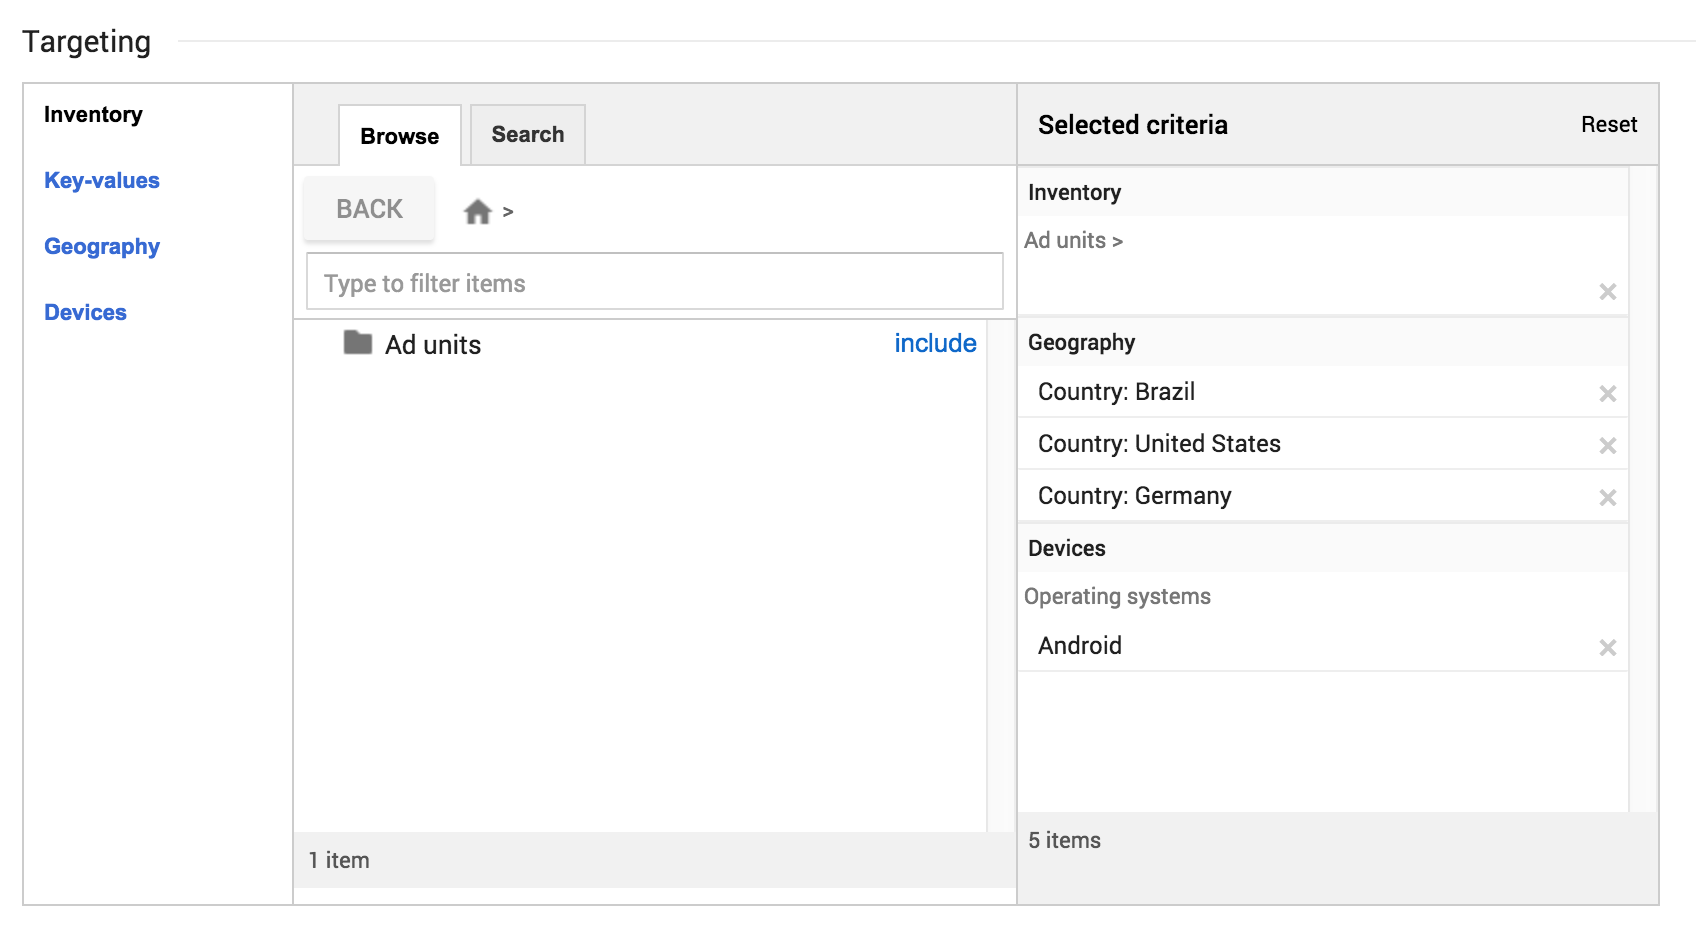 Targeting
Inventory
Key-values
Geography
Devices
Browse
Search
BACK
>
Type to filter items
Ad units
include
1 item
Selected criteria
Reset
Inventory
Ad units >
Geography
Country: Brazil
Country: United States
Country: Germany
Devices
Operating systems
Android
5 items